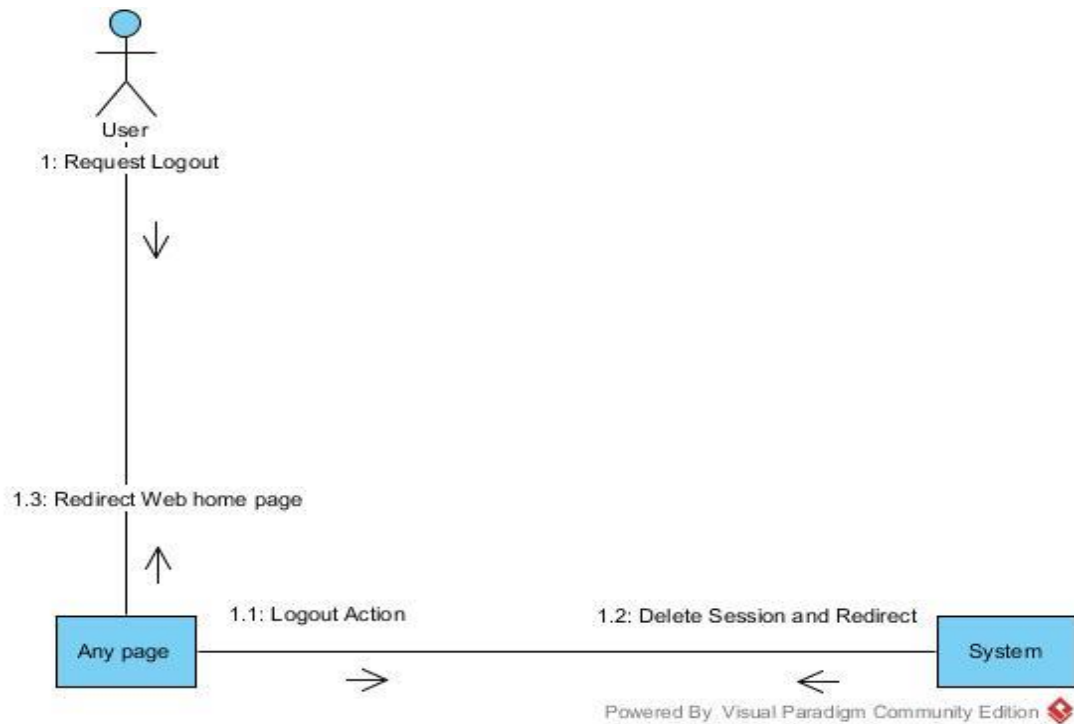 User
1: Request Logout
1.3: Redirect Web home page
1.1: Logout Action
1.2: Delete Session and Redirect
Any page
System
Powered By Visual Paradigm Community Edition